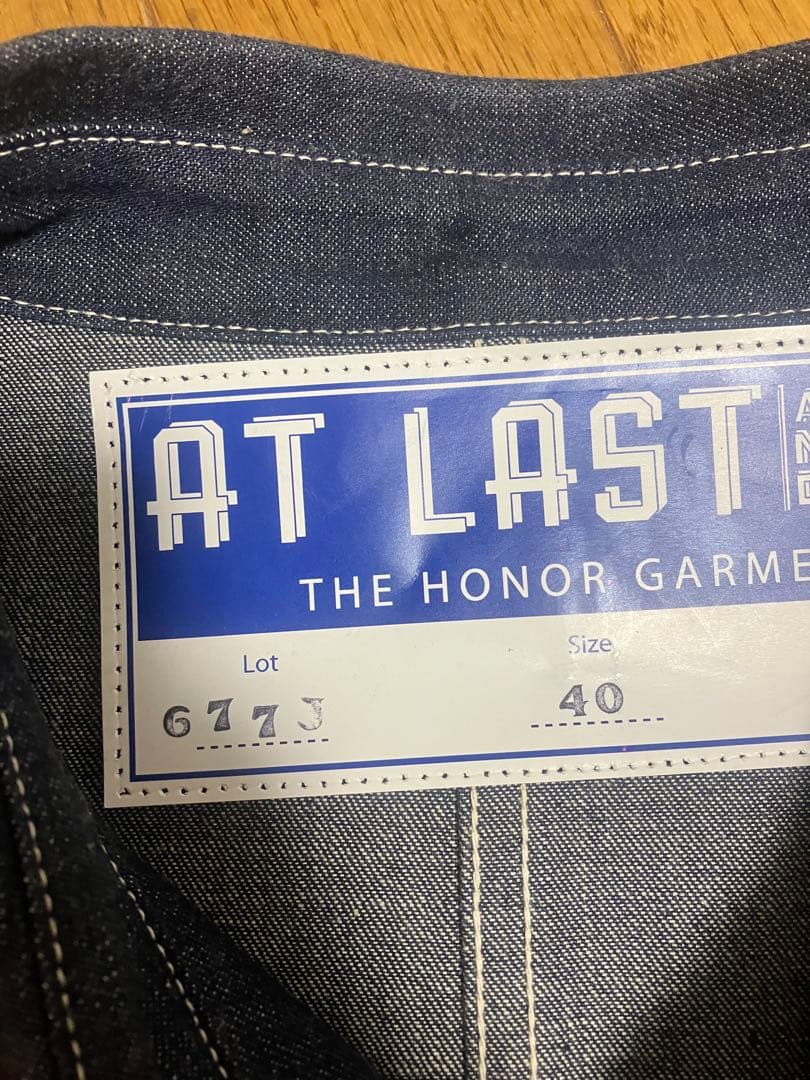 AT LAST
THE HONOR GARME
Lot
Size
677J
40